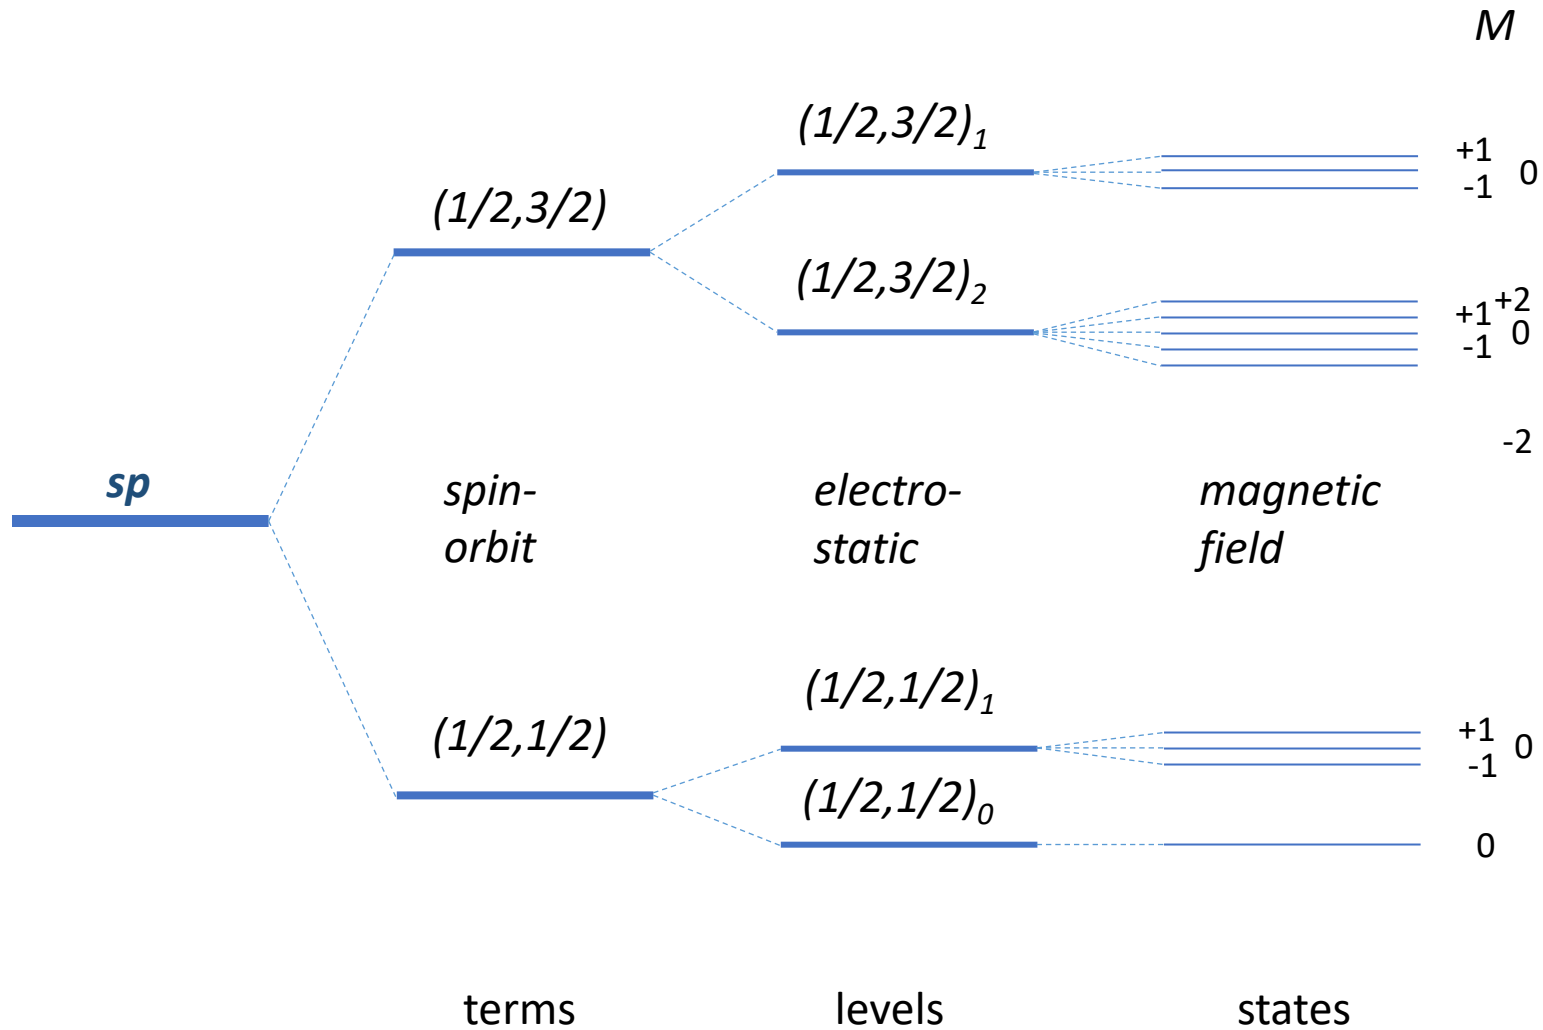 M
(1/2,3/2)1
+1
0
-1
(1/2,3/2)
(1/2,3/2)2
+2
+1
0
-1
-2
sp
spin-
orbit
electro-
static
magnetic
field
(1/2,1/2)1
(1/2,1/2)
+1
0
-1
(1/2,1/2)0
0
terms
levels
states